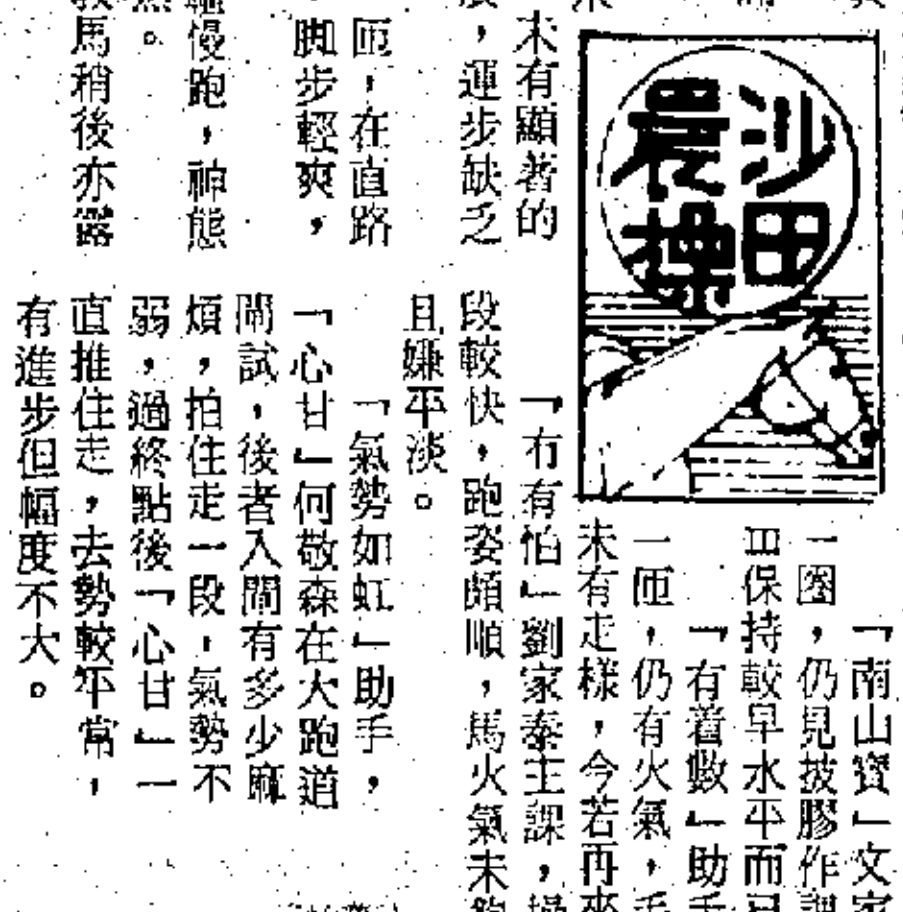 沙田
晨操
「南山寶」文家
一圈，仍見披膠作
保持較早水平而已
「有着數」助手
一匝，仍有火氣，毛
未有走樣，今若再來
「冇有怕」劉家泰主課，
段較快，跑姿頗順，馬火氣未夠
且嫌平淡。
「氣勢如虹」助手，
「心甘」何敬森在大跑道
閘試，後者入閘有多少麻
煩，拍住走一段，氣勢不
弱，過終點後「心甘」一
直推住走，去勢較平常，
有進步但幅度不大。
未有顯著的
，運步缺乏
匝，在直路
脚步輕爽，
慢跑，神態
馬稍後亦露